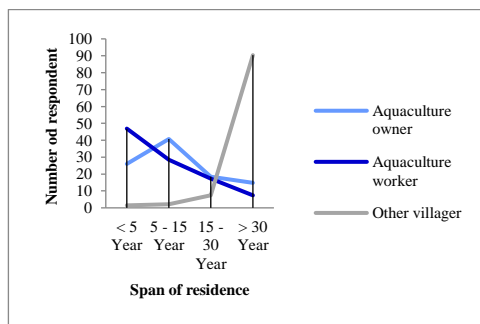 Number od respondent
100
90
80
70
60
50
40
30
20
10
0
< 5 Year
5 - 15 Year
15 - 30 Year
> 30 Year
Span of residence
Aquaculture
owner
Aquaculture
worker
Other villager